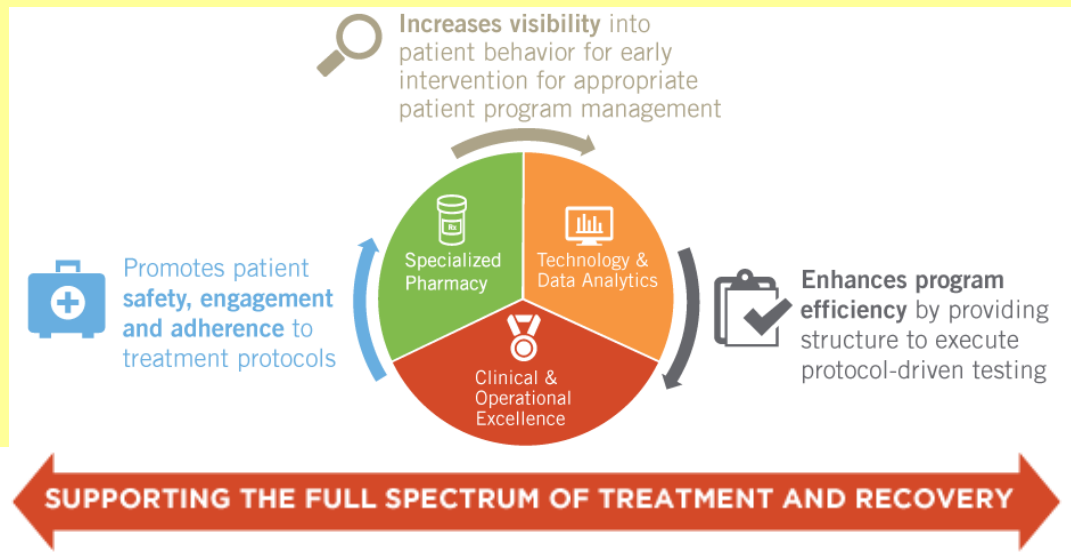 Increases visibility into
patient behavior for early
intervention for appropriate
patient program management
Rx
Specialized
Pharmacy
Technology &
Data Analytics
Promotes patient
safety, engagement
and adherence to
treatment protocols
Enhances program
efficiency by providing
structure to execute
protocol-driven testing
Clinical &
Operational
Excellence
SUPPORTING THE FULL SPECTRUM OF TREATMENT AND RECOVERY